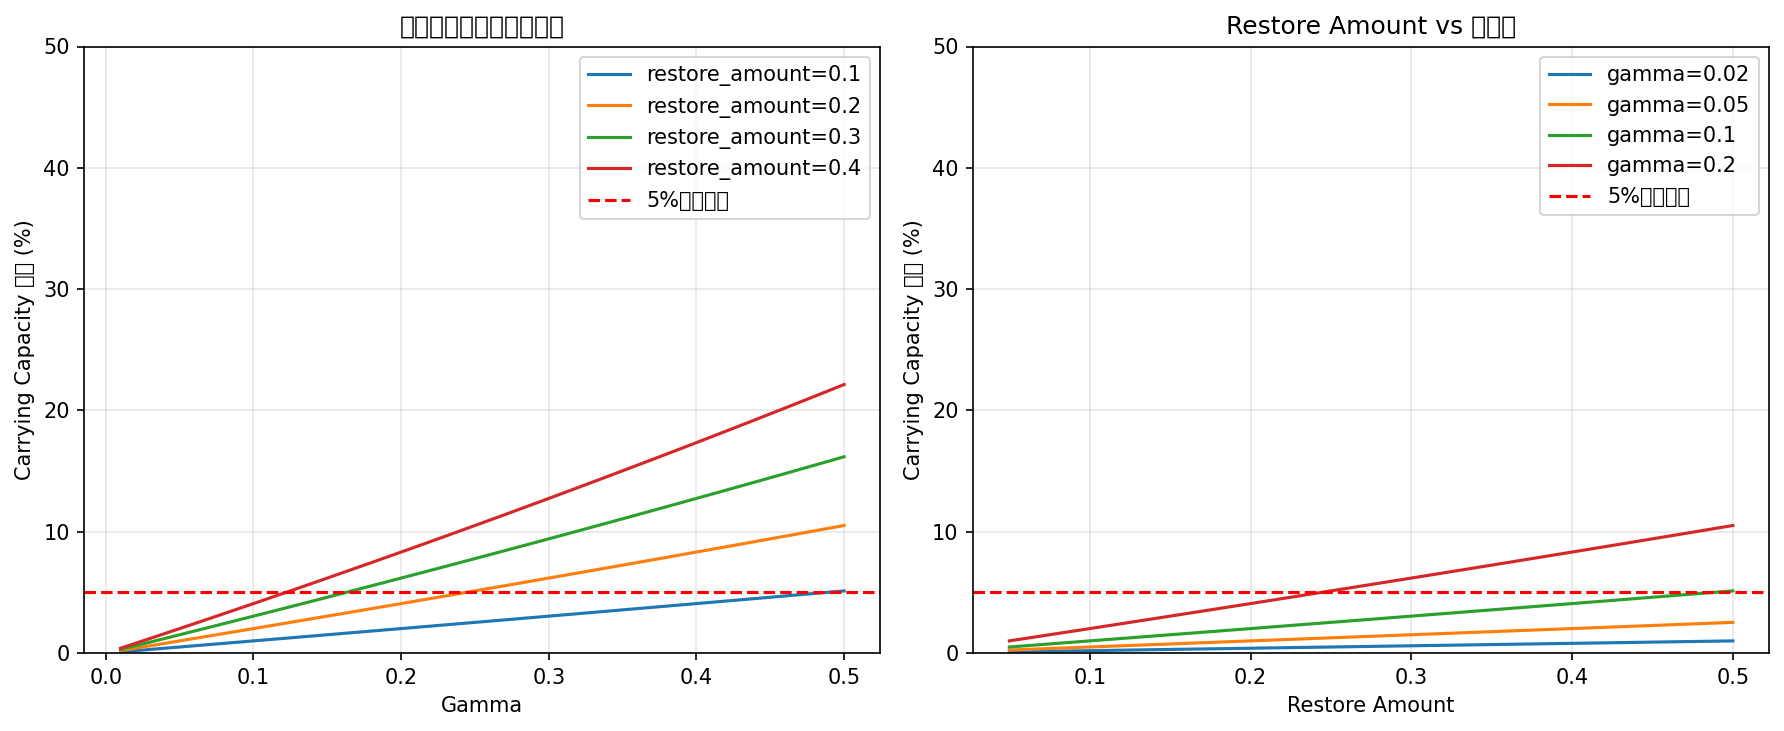 Restore Amount vs
50
40
30
20
10
0
Carrying Capacity (%)
restore_amount=0.1
restore_amount=0.2
restore_amount=0.3
restore_amount=0.4
5%
0.0 0.1 0.2 0.3 0.4 0.5
Gamma
50
40
30
20
10
0
Carrying Capacity (%)
gamma=0.02
gamma=0.05
gamma=0.1
gamma=0.2
5%
0.1 0.2 0.3 0.4 0.5
Restore Amount